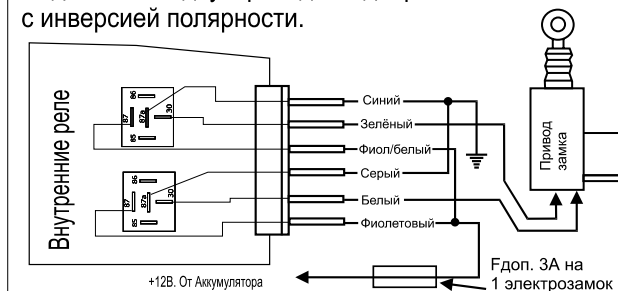 с инверсией полярности.
Внутренние реле
86
87
87a
30
85
86
87
87a
30
85
Синий
Зелёный
Фиол/белый
Серый
Белый
Фиолетовый
Привод
замка
+12В. От Аккумулятора
Fдоп. 3А на
1 электрозамок